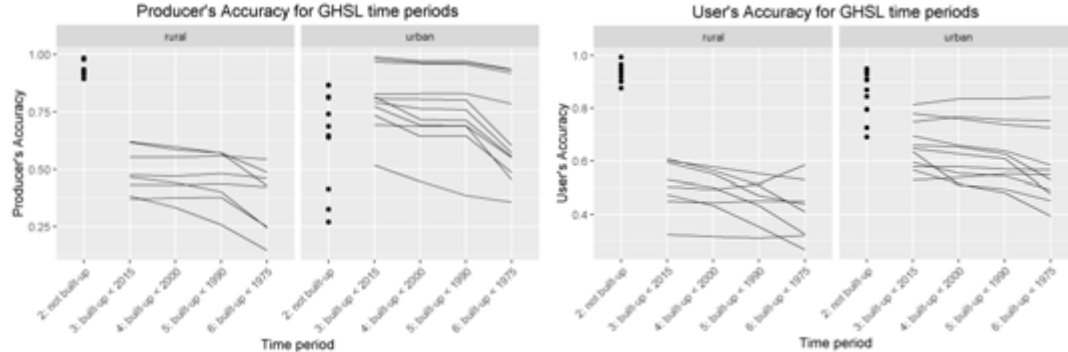 Producer's Accuracy for GHSL time periods
rural
urban
Producer's Accuracy
1.00
0.75
0.50
0.25
2: not built-up
3: built-up < 2015
4: built-up < 2000
5: built-up < 1990
6: built-up < 1975
2: not built-up
3: built-up < 2015
4: built-up < 2000
5: built-up < 1990
6: built-up < 1975
Time period
User's Accuracy for GHSL time periods
rural
urban
User's Accuracy
1.0
0.8
0.6
0.4
2: not built-up
3: built-up < 2015
4: built-up < 2000
5: built-up < 1990
6: built-up < 1975
2: not built-up
3: built-up < 2015
4: built-up < 2000
5: built-up < 1990
6: built-up < 1975
Time period